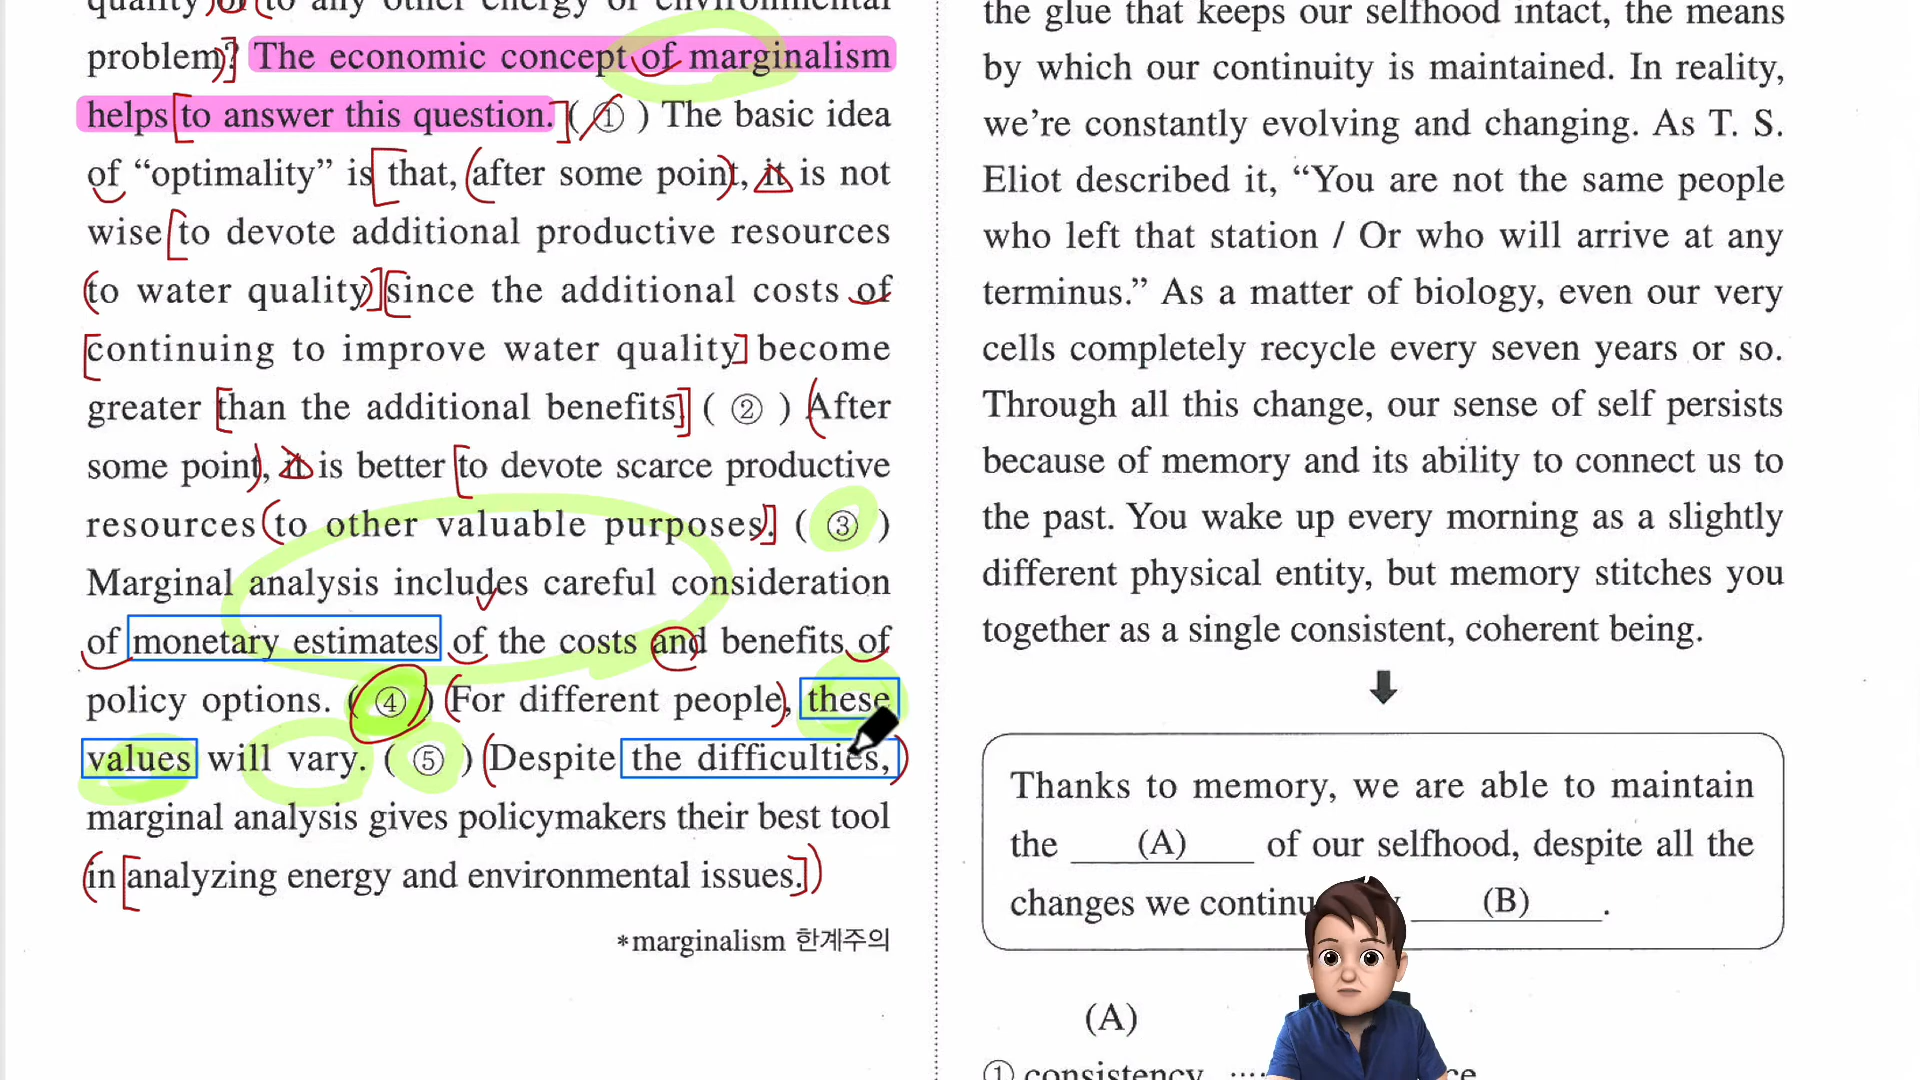 quality) or (to any other energy or environmental
problem)? The economic concept of marginalism
helps to answer this question. ( ① ) The basic idea
of “optimality” is that, after some point, it is not
wise to devote additional productive resources
to water quality since the additional costs of
continuing to improve water quality become
greater than the additional benefits. ( ② ) After
some point, it is better to devote scarce productive
resources to other valuable purposes. ( ③ )
Marginal analysis includes careful consideration
of monetary estimates of the costs and benefits of
policy options. ( ④ ) For different people, these
values will vary. ( ⑤ ) Despite the difficulties,
marginal analysis gives policymakers their best tool
in analyzing energy and environmental issues.
*marginalism 한계주의
the glue that keeps our selfhood intact, the means
by which our continuity is maintained. In reality,
we’re constantly evolving and changing. As T. S.
Eliot described it, “You are not the same people
who left that station / Or who will arrive at any
terminus.” As a matter of biology, even our very
cells completely recycle every seven years or so.
Through all this change, our sense of self persists
because of memory and its ability to connect us to
the past. You wake up every morning as a slightly
different physical entity, but memory stitches you
together as a single consistent, coherent being.
Thanks to memory, we are able to maintain
the (A) of our selfhood, despite all the
changes we (B) .
(A)
① consistency ····